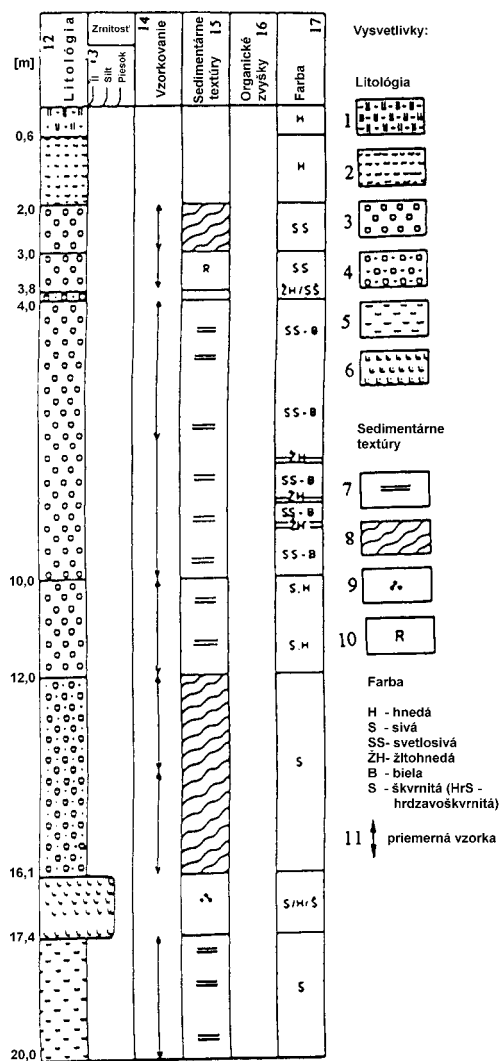 [m]
12
Litológia
Zrnitosť
13
Il
Silt
Piesok
14
Vzorkovanie
Sedimentárne
textúry
15
Organické
zvyšky
16
Farba
17
H
0,6
H
2,0
SS
3,0
R
SS
3,8
ŽH/SŠ
4,0
SS-B
SS-B
ŽH
SS-B
ŽH
SS-B
ŽH
SS-B
10,0
S,H
S,H
12,0
S
16,1
S/HrŠ
17,4
S
20,0
Vysvetlivky:
Litológia
1
2
3
4
5
6
Sedimentárne
textúry
7
8
9
10 R
Farba
H - hnedá
S - sivá
SS- svetlosivá
ŽH- žltohnedá
B - biela
S - škvrnitá (HrS -
hrdzavoškvrnitá)
11 priemerná vzorka